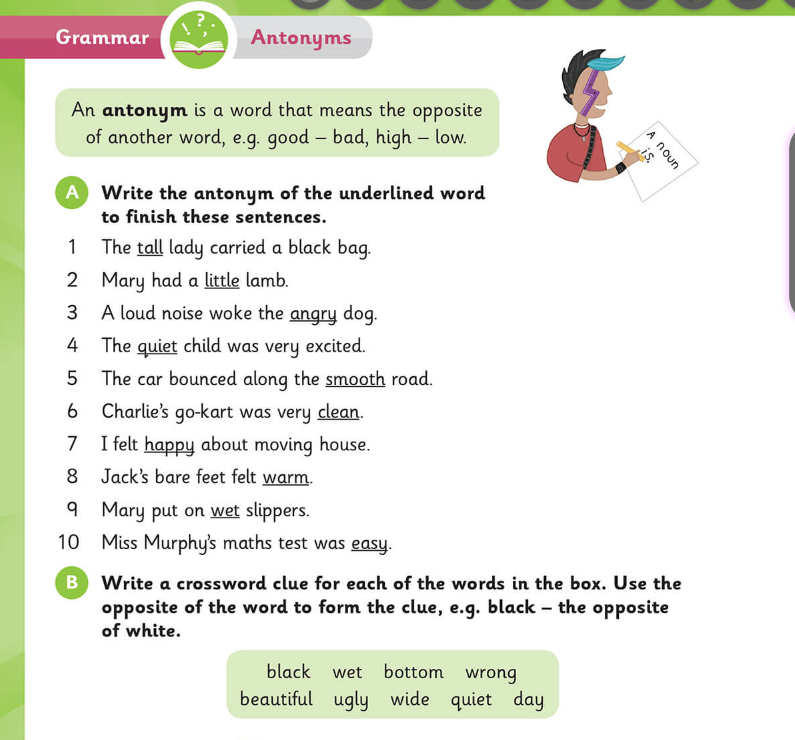 Grammar
! ? ; .
Antonyms
An antonym is a word that means the opposite
of another word, e.g. good – bad, high – low.
A noun
is
A Write the antonym of the underlined word
to finish these sentences.
1 The tall lady carried a black bag.
2 Mary had a little lamb.
3 A loud noise woke the angry dog.
4 The quiet child was very excited.
5 The car bounced along the smooth road.
6 Charlie's go-kart was very clean.
7 I felt happy about moving house.
8 Jack's bare feet felt warm.
9 Mary put on wet slippers.
10 Miss Murphy's maths test was easy.
B Write a crossword clue for each of the words in the box. Use the
opposite of the word to form the clue, e.g. black – the opposite
of white.
black wet bottom wrong
beautiful ugly wide quiet day